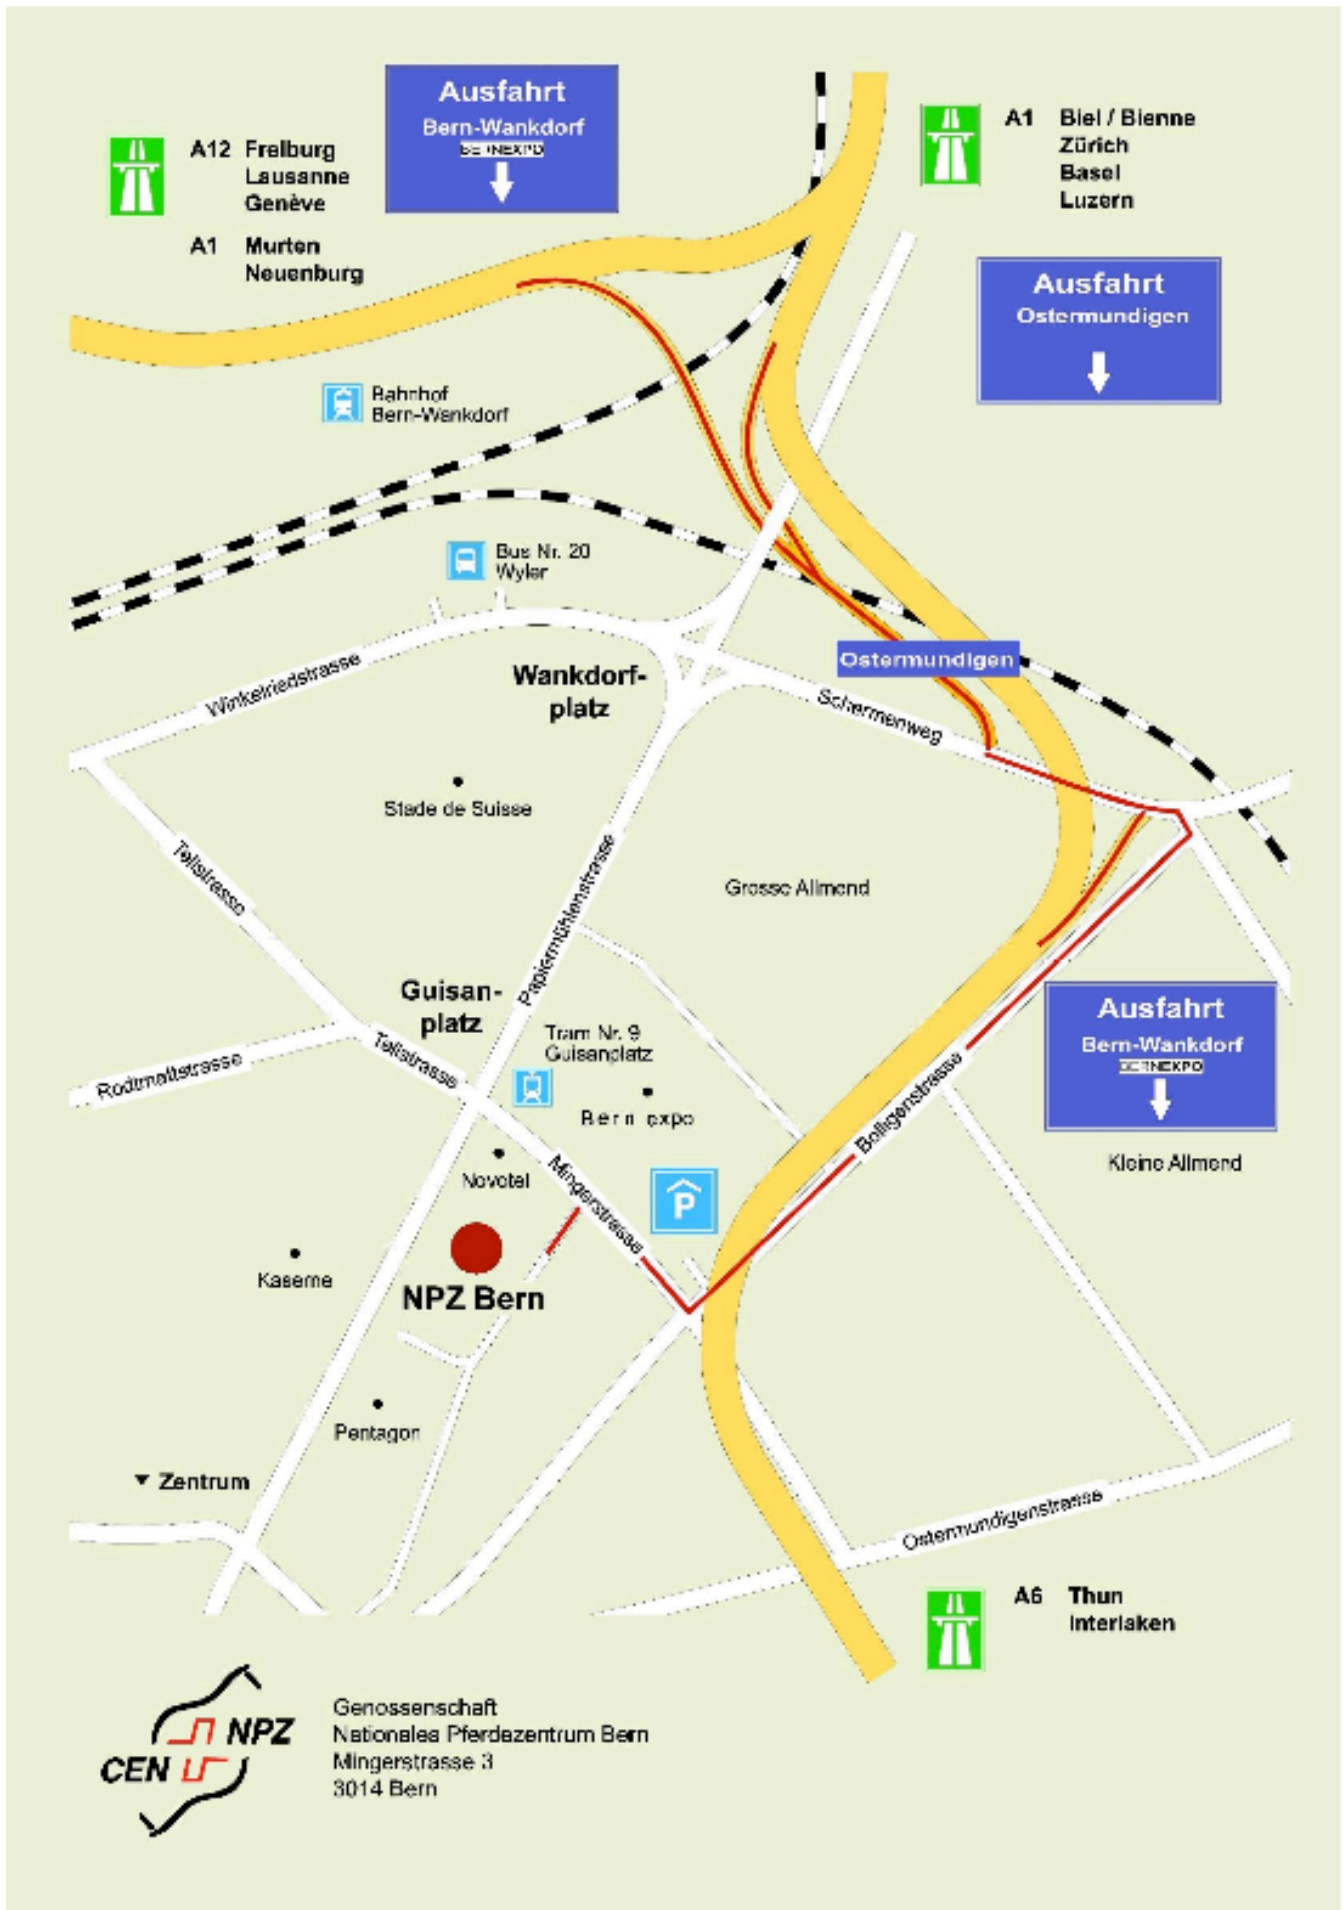 Ausfahrt
Bern-Wankdorf
BERNEXPO
A12 Freiburg
Lausanne
Genève
A1 Murten
Neuenburg
A1 Biel / Bienne
Zürich
Basel
Luzern
Ausfahrt
Ostermundigen
Bahnhof
Bern-Wankdorf
Bus Nr. 20
Wyler
Winkelriedstrasse
Wankdorf-
platz
Ostermundigen
Schermenweg
Stade de Suisse
Tellstrasse
Papiermühlenstrasse
Grosse Allmend
Guisan-
platz
Tram Nr. 9
Guisanplatz
Rodtmattstrasse
Tellstrasse
Bern expo
Bolligenstrasse
Ausfahrt
Bern-Wankdorf
BERNEXPO
Kleine Allmend
Novotel
Mingerstrasse
P
Kaserne
NPZ Bern
Pentagon
Zentrum
Ostermundigenstrasse
A6 Thun
Interlaken
NPZ
CEN
Genossenschaft
Nationales Pferdezentrum Bern
Mingerstrasse 3
3014 Bern